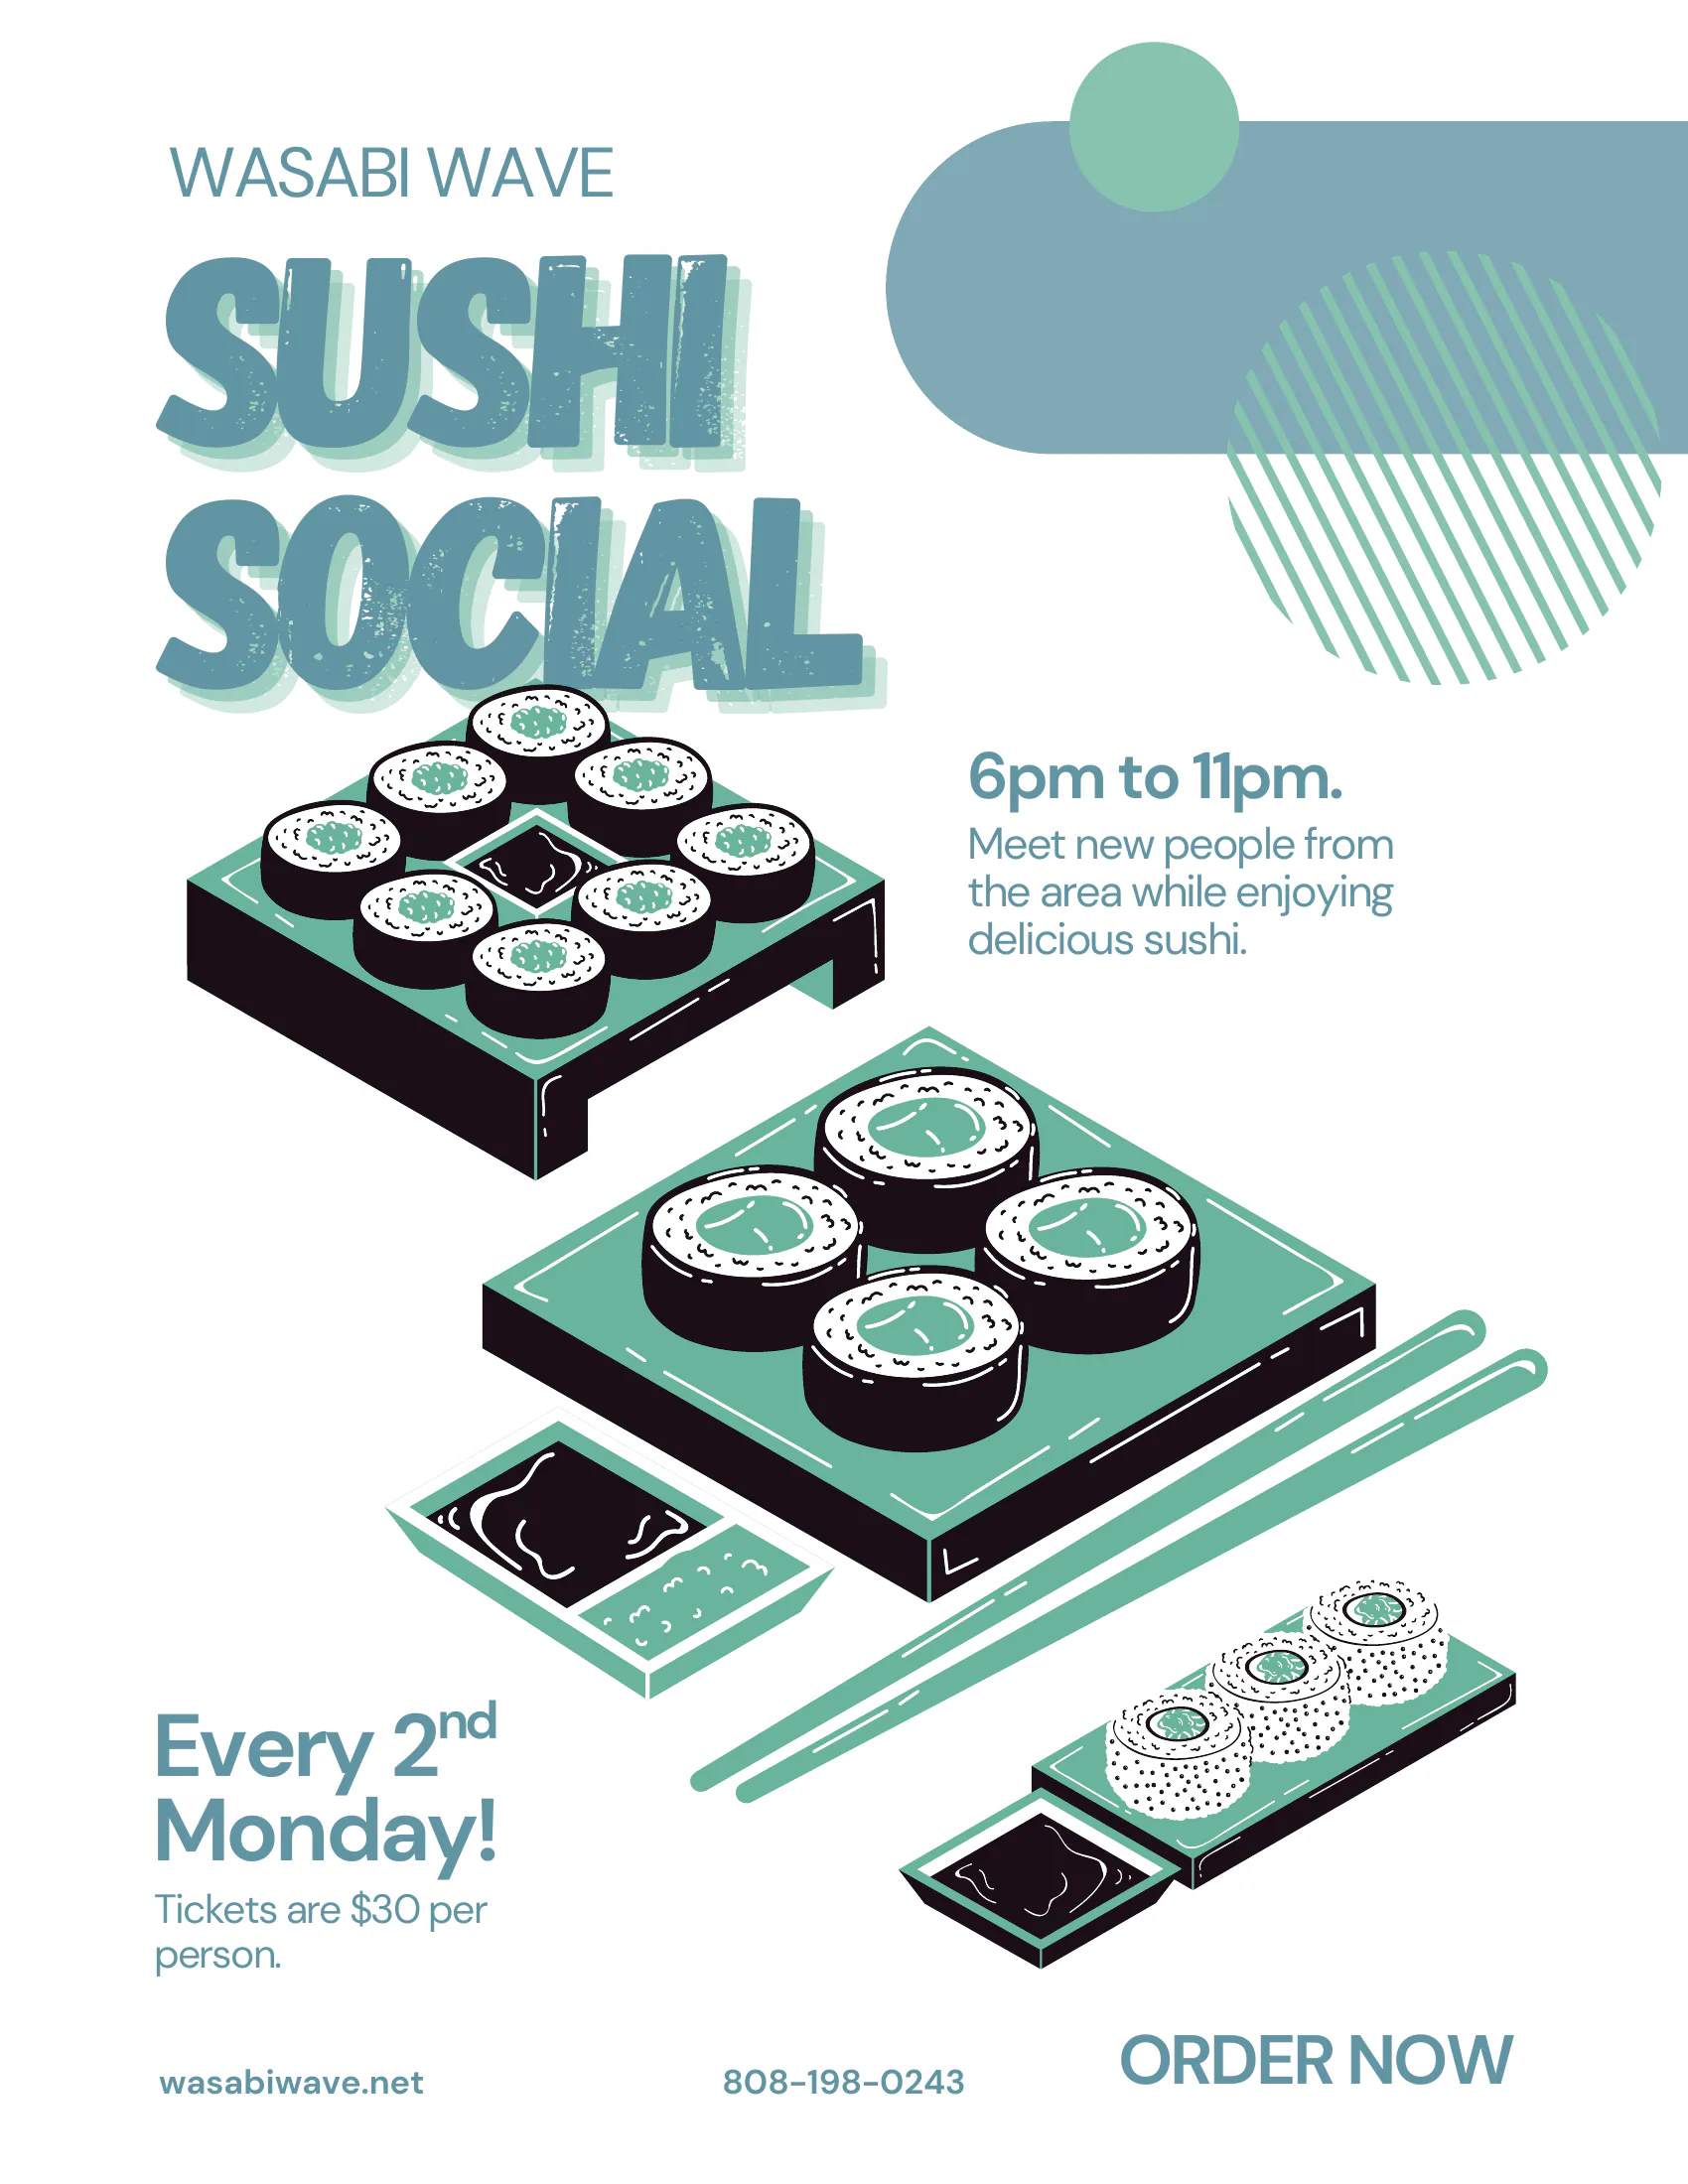 WASABI WAVE
SUSHI
SOCIAL
6pm to 11pm.
Meet new people from
the area while enjoying
delicious sushi.
Every 2nd
Monday!
Tickets are $30 per
person.
wasabiwave.net
808-198-0243
ORDER NOW